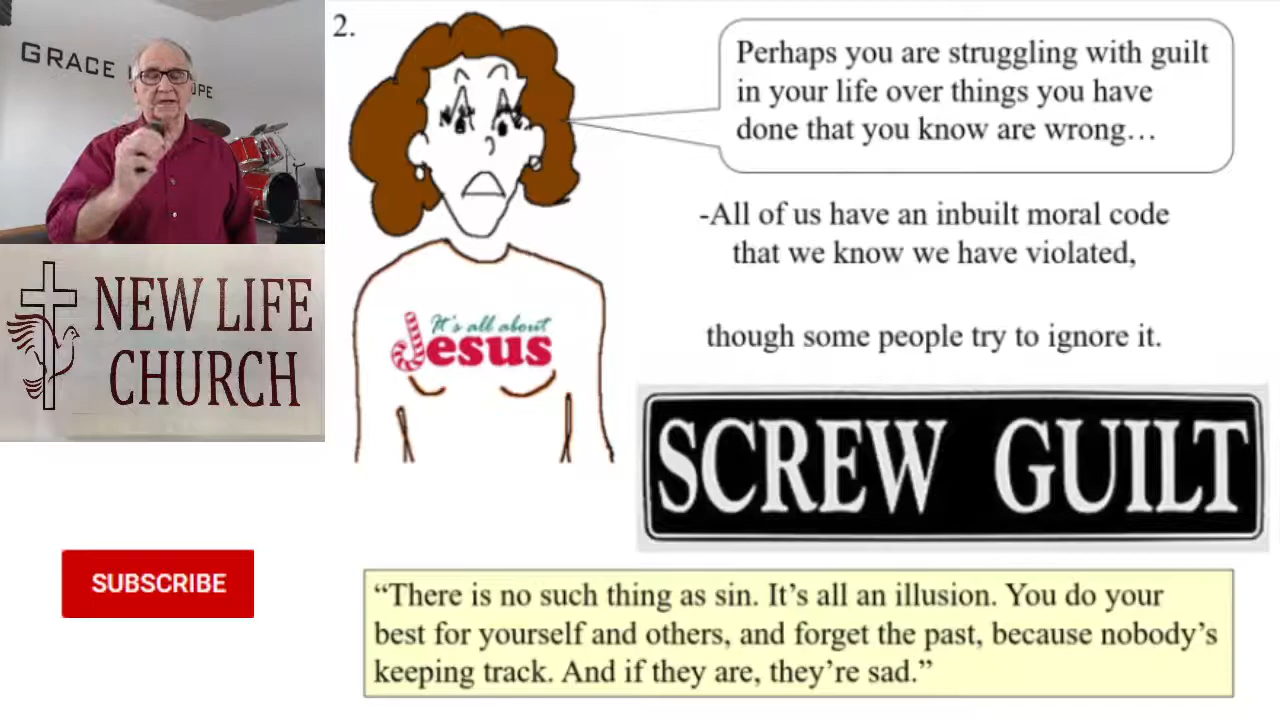 GRACE
OPE
NEW LIFE
CHURCH
SUBSCRIBE
2.
Perhaps you are struggling with guilt
in your life over things you have
done that you know are wrong…
-All of us have an inbuilt moral code
that we know we have violated,
though some people try to ignore it.
It's all about
Jesus
SCREW GUILT
“There is no such thing as sin. It’s all an illusion. You do your
best for yourself and others, and forget the past, because nobody’s
keeping track. And if they are, they’re sad.”